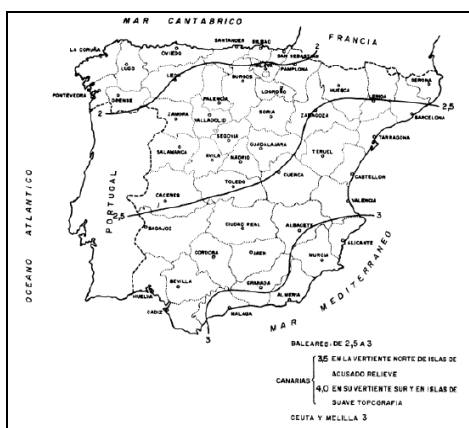 MAR CANTABRICO
FRANCIA
LA CORUÑA
OVIEDO
SANTANDER
BILBAO
SAN SEBASTIAN
2
LUGO
LEON
PAMPLONA
PONTEVEDRA
ORENSE
BURGOS
LOGROÑO
HUESCA
GERONA
2
PALENCIA
ZAMORA
VALLADOLID
SORIA
ZARAGOZA
LERIDA
2,5
BARCELONA
SEGOVIA
TARRAGONA
SALAMANCA
AVILA
MADRID
GUADALAJARA
TERUEL
OCEANO ATLANTICO
PORTUGAL
TOLEDO
CUENCA
CASTELLON
CACERES
VALENCIA
2,5
BADAJOZ
CIUDAD REAL
ALBACETE
3
ALICANTE
CORDOBA
JAEN
MURCIA
SEVILLA
GRANADA
HUELVA
ALMERIA
CADIZ
MALAGA
3
MAR MEDITERRANEO
BALEARES: DE 2,5 A 3
CANARIAS
3,5 EN LA VERTIENTE NORTE DE ISLAS DE
ACUSADO RELIEVE
4,0 EN SU VERTIENTE SUR Y EN ISLAS DE
SUAVE TOPOGRAFIA
CEUTA Y MELILLA 3